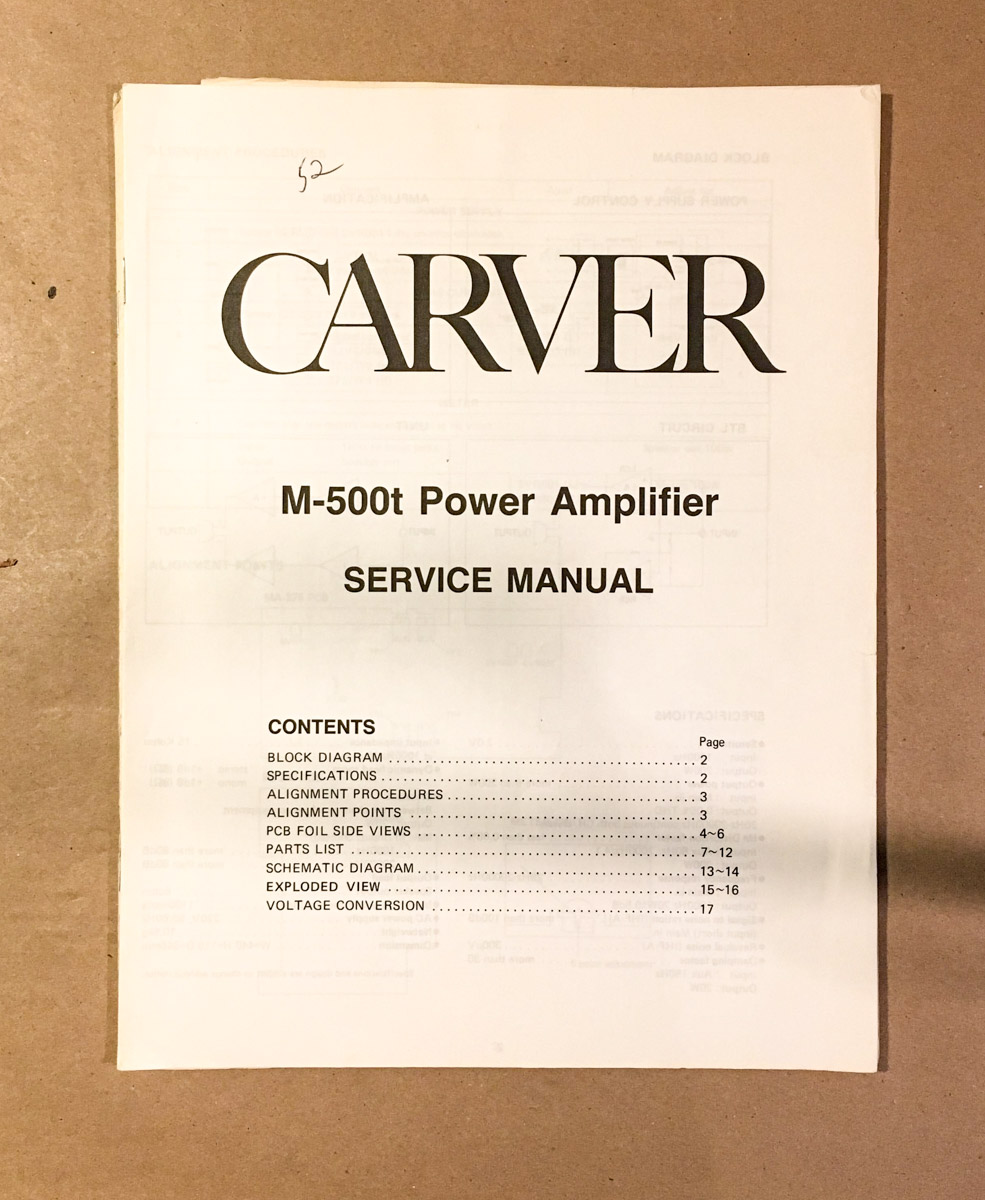 52
CARVER
M-500t Power Amplifier
SERVICE MANUAL
CONTENTS
Page
BLOCK DIAGRAM ........................................ 2
SPECIFICATIONS ........................................ 2
ALIGNMENT PROCEDURES ................................ 3
ALIGNMENT POINTS ..................................... 3
PCB FOIL SIDE VIEWS ................................... 4~6
PARTS LIST ............................................. 7~12
SCHEMATIC DIAGRAM .................................... 13~14
EXPLODED VIEW ........................................ 15~16
VOLTAGE CONVERSION .................................. 17